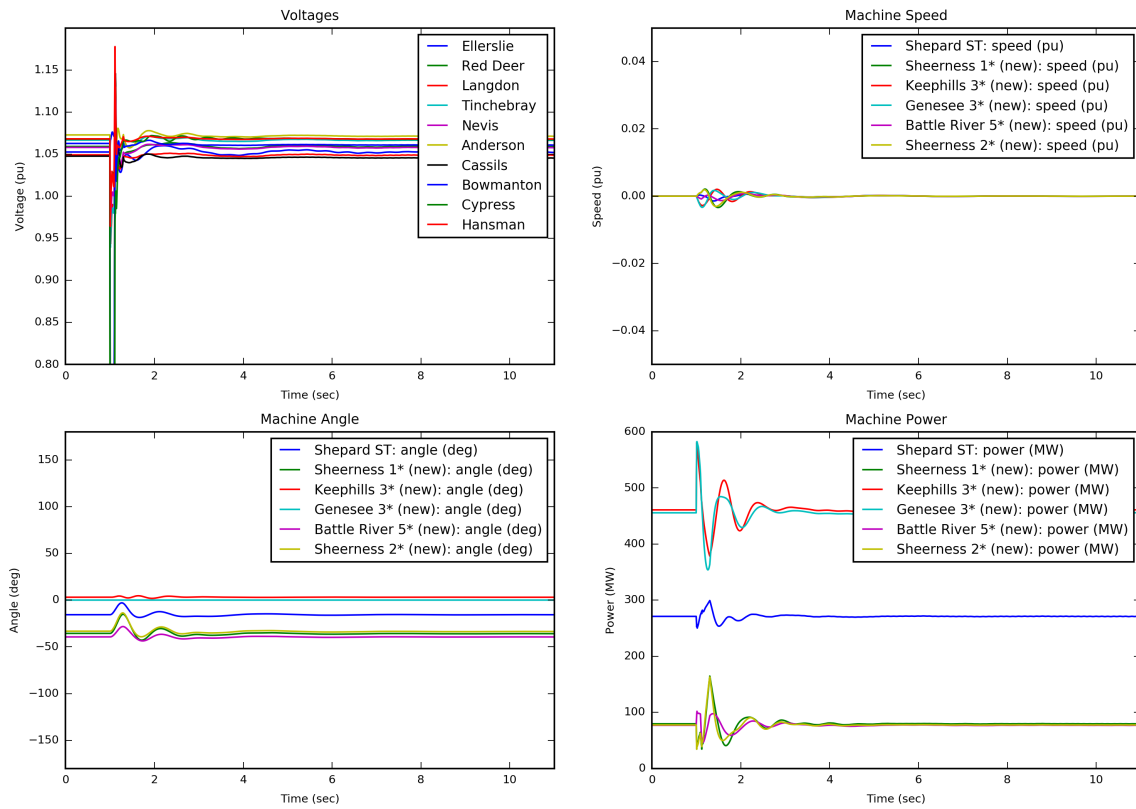 Voltages
1.15
1.10
1.05
1.00
0.95
0.90
0.85
0.80
Voltage (pu)
0
2
4
6
8
10
Time (sec)
Ellerslie
Red Deer
Langdon
Tinchebray
Nevis
Anderson
Cassils
Bowmanton
Cypress
Hansman
Machine Speed
0.04
0.02
0.00
−0.02
−0.04
Speed (pu)
0
2
4
6
8
10
Time (sec)
Shepard ST: speed (pu)
Sheerness 1* (new): speed (pu)
Keephills 3* (new): speed (pu)
Genesee 3* (new): speed (pu)
Battle River 5* (new): speed (pu)
Sheerness 2* (new): speed (pu)
Machine Angle
150
100
50
0
−50
−100
−150
Angle (deg)
0
2
4
6
8
10
Time (sec)
Shepard ST: angle (deg)
Sheerness 1* (new): angle (deg)
Keephills 3* (new): angle (deg)
Genesee 3* (new): angle (deg)
Battle River 5* (new): angle (deg)
Sheerness 2* (new): angle (deg)
Machine Power
600
500
400
300
200
100
0
Power (MW)
0
2
4
6
8
10
Time (sec)
Shepard ST: power (MW)
Sheerness 1* (new): power (MW)
Keephills 3* (new): power (MW)
Genesee 3* (new): power (MW)
Battle River 5* (new): power (MW)
Sheerness 2* (new): power (MW)